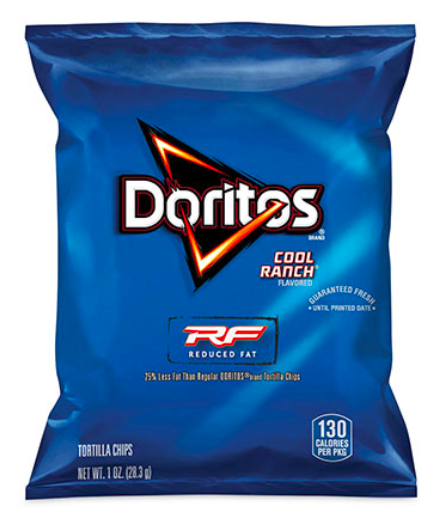 Doritos®
BRAND
COOL
RANCH®
FLAVORED
GUARANTEED FRESH
• UNTIL PRINTED DATE •
RF
REDUCED FAT
25% Less Fat Than Regular DORITOS® brand Tortilla Chips
130
CALORIES
PER PKG
TORTILLA CHIPS
NET WT. 1 OZ. (28.3 g)